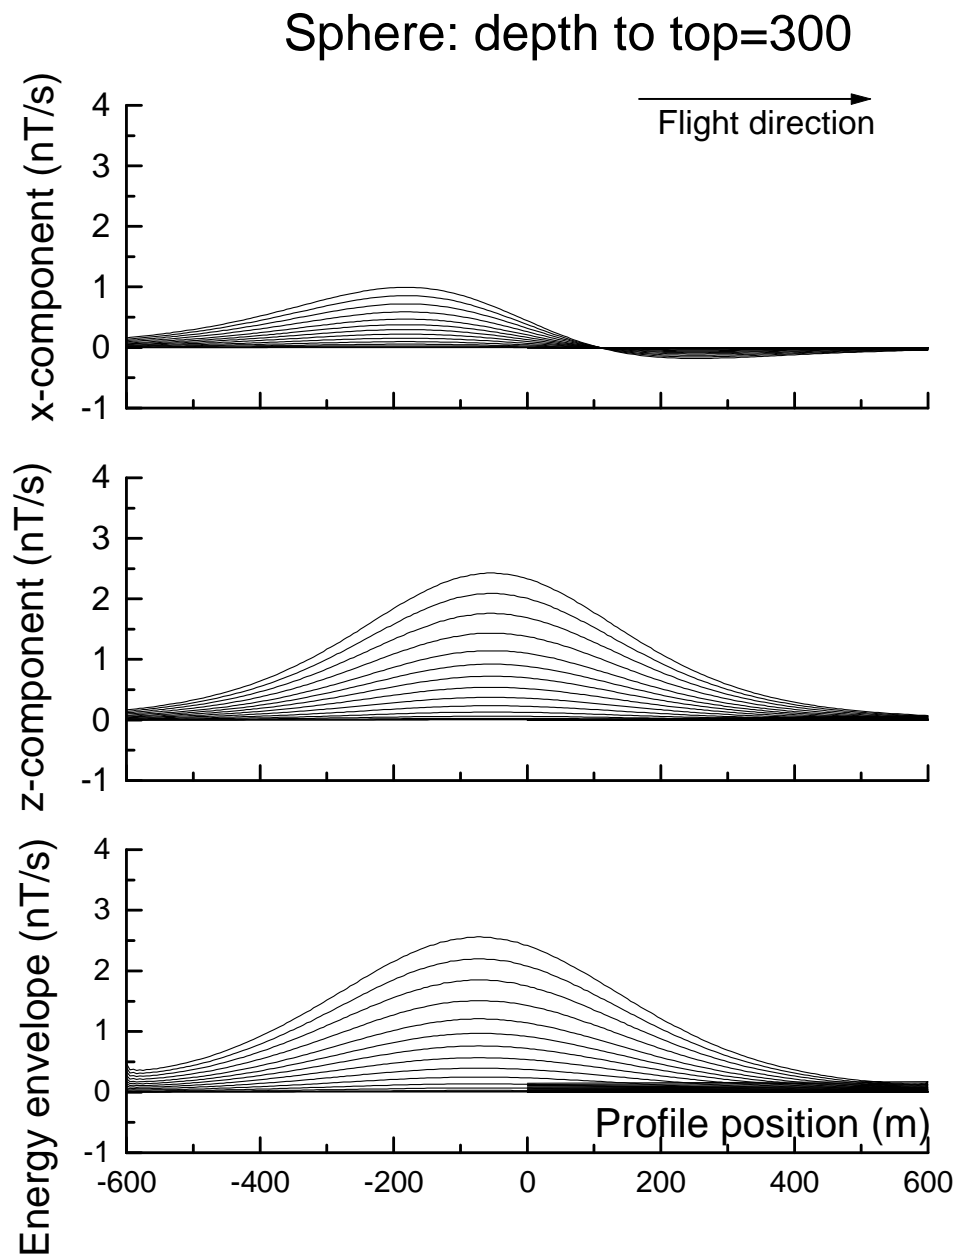 Sphere: depth to top=300
Flight direction
x-component (nT/s)
4
3
2
1
0
-1
z-component (nT/s)
4
3
2
1
0
-1
Energy envelope (nT/s)
4
3
2
1
0
-1
Profile position (m)
-600 -400 -200 0 200 400 600